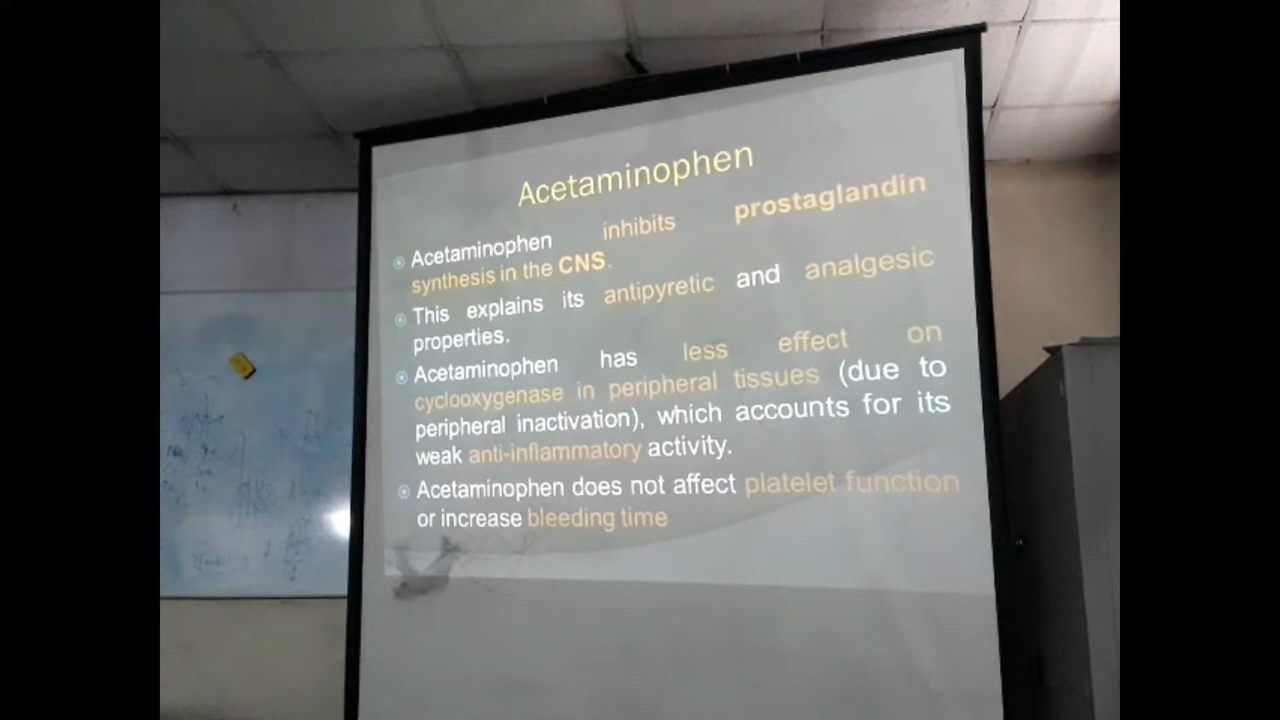 Acetaminophen
Acetaminophen inhibits prostaglandin
synthesis in the CNS.
This explains its antipyretic and analgesic
properties.
Acetaminophen has less effect on
cyclooxygenase in peripheral tissues (due to
peripheral inactivation), which accounts for its
weak anti-inflammatory activity.
Acetaminophen does not affect platelet function
or increase bleeding time